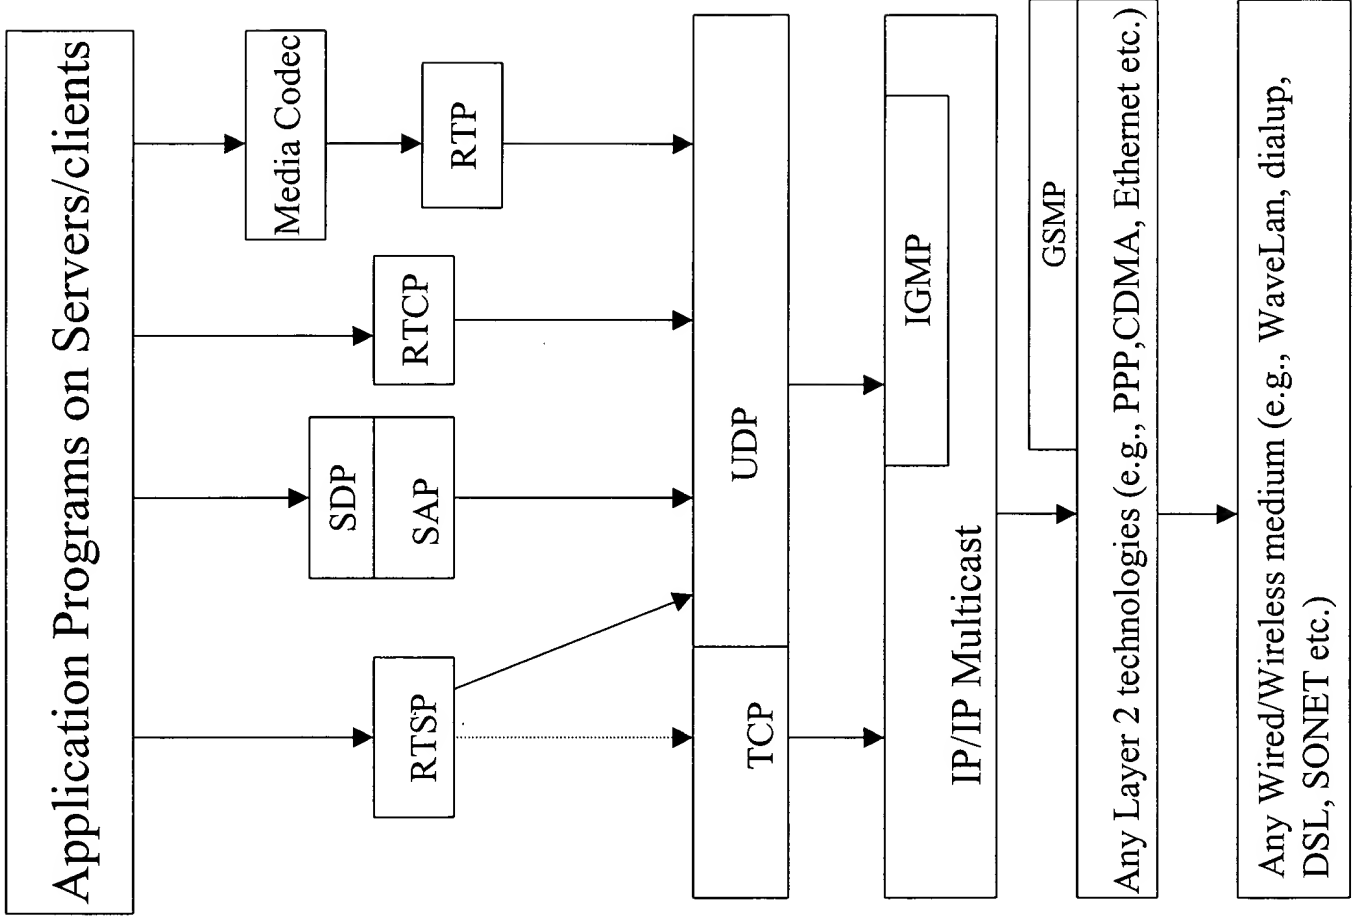 Application Programs on Servers/clients
RTSP
SDP
SAP
RTCP
Media Codec
RTP
TCP
UDP
IP/IP Multicast
IGMP
GSMP
Any Layer 2 technologies (e.g., PPP,CDMA, Ethernet etc.)
Any Wired/Wireless medium (e.g., WaveLan, dialup,
DSL, SONET etc.)